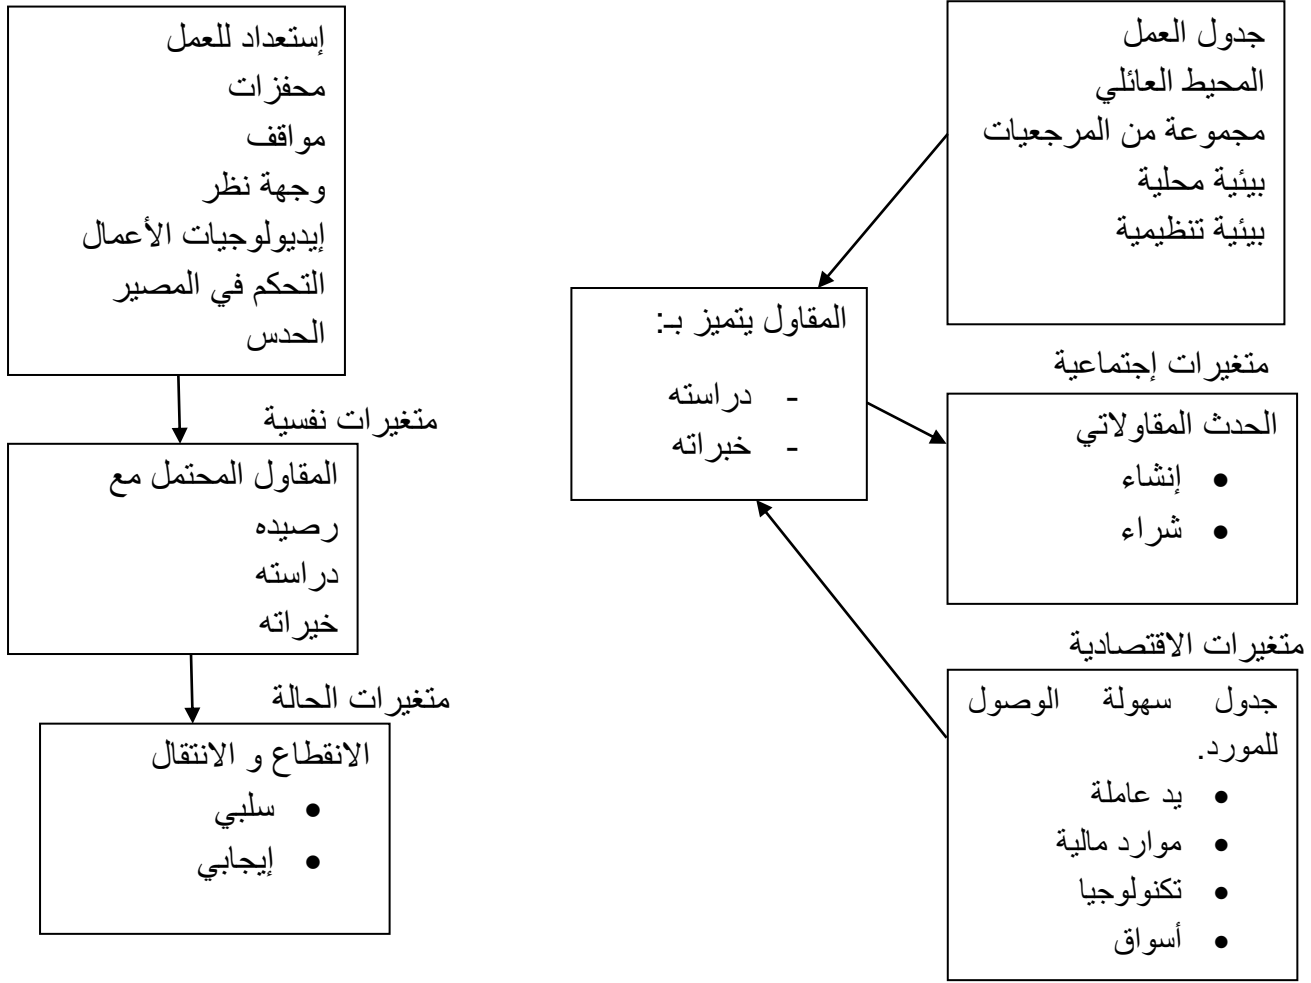 جدول العمل
المحيط العائلي
مجموعة من المرجعيات
بيئية محلية
بيئية تنظيمية
متغيرات إجتماعية
المقاول يتميز بـ:
- دراسته
- خبراته
الحدث المقاولاتي
• إنشاء
• شراء
متغيرات الاقتصادية
جدول سهولة الوصول
للمورد.
• يد عاملة
• موارد مالية
• تكنولوجيا
• أسواق
إستعداد للعمل
محفزات
مواقف
وجهة نظر
إيديولوجيات الأعمال
التحكم في المصير
الحدس
متغيرات نفسية
المقاول المحتمل مع
رصيده
دراسته
خيراته
متغيرات الحالة
الانقطاع و الانتقال
• سلبي
• إيجابي